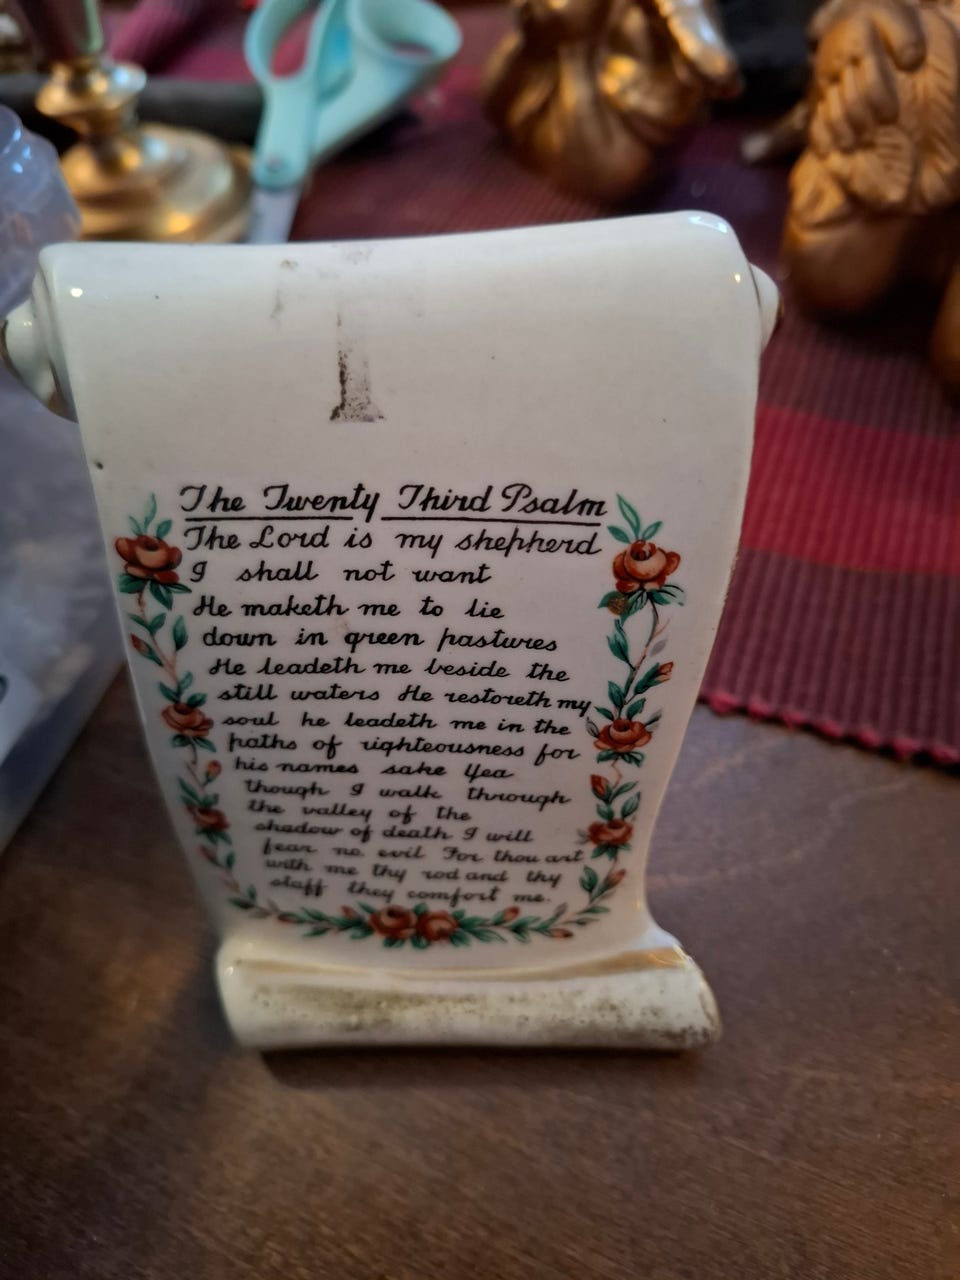 The Twenty Third Psalm
The Lord is my shepherd
I shall not want
He maketh me to lie
down in green pastures
He leadeth me beside the
still waters He restoreth my
soul he leadeth me in the
paths of righteousness for
his names sake Yea
though I walk through
the valley of the
shadow of death I will
fear no evil For thou art
with me thy rod and thy
staff they comfort me.